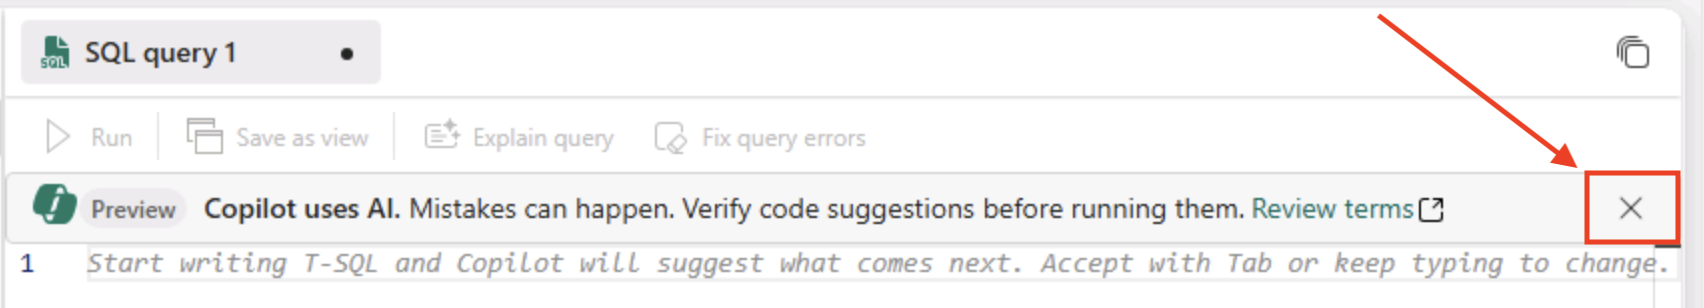 SQL query 1
SQL
Run Save as view Explain query Fix query errors
Preview Copilot uses AI. Mistakes can happen. Verify code suggestions before running them. Review terms
1 Start writing T-SQL and Copilot will suggest what comes next. Accept with Tab or keep typing to change.